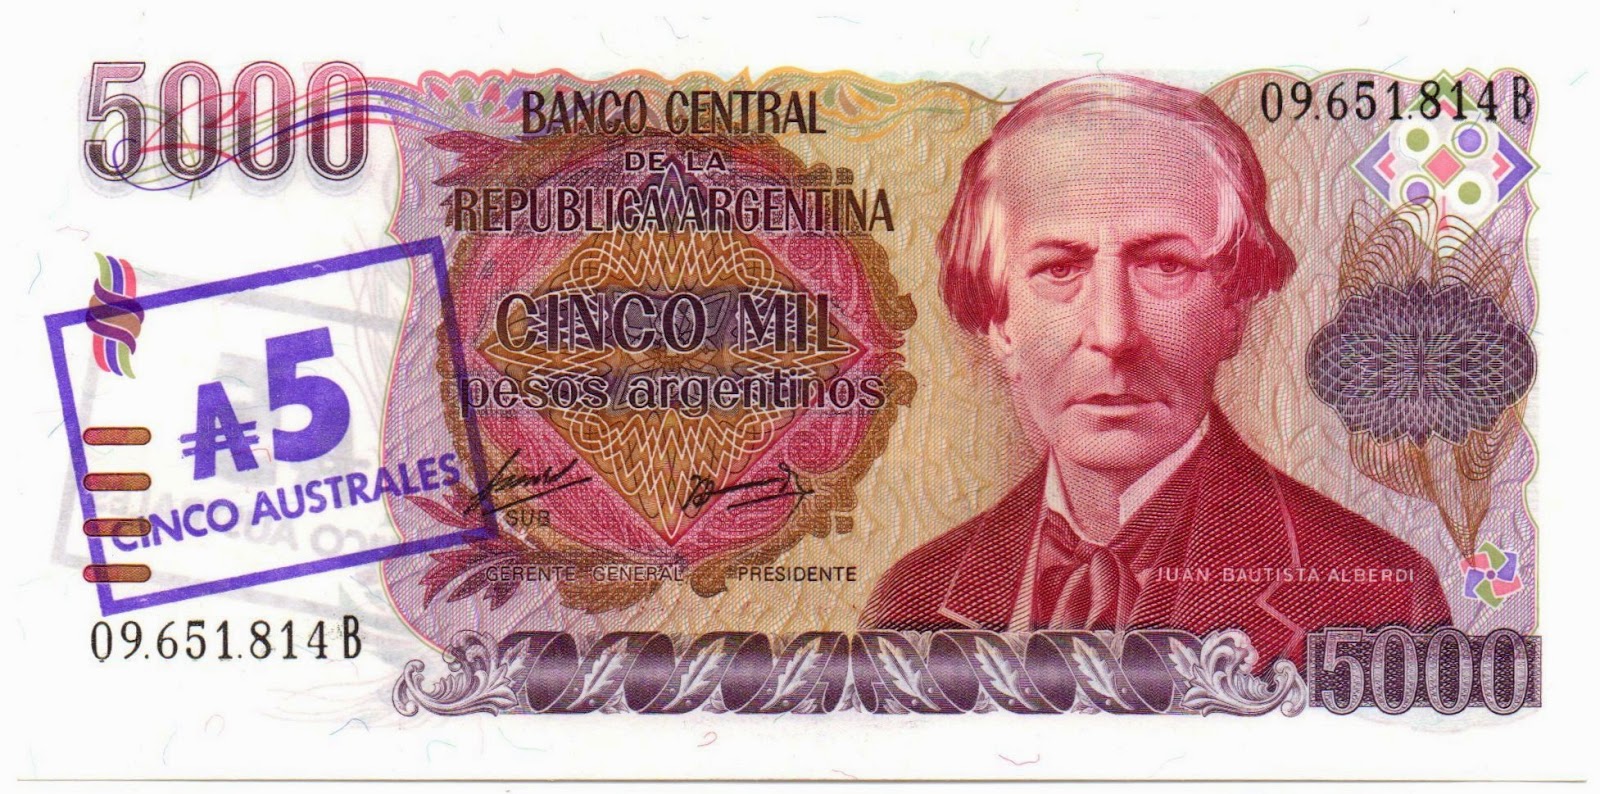 5000
BANCO CENTRAL
DE LA
REPUBLICA ARGENTINA
09.651.814 B
CINCO MIL
pesos argentinos
₳5
CINCO AUSTRALES
SUB
GERENTE GENERAL
PRESIDENTE
JUAN BAUTISTA ALBERDI
09.651.814 B
5000